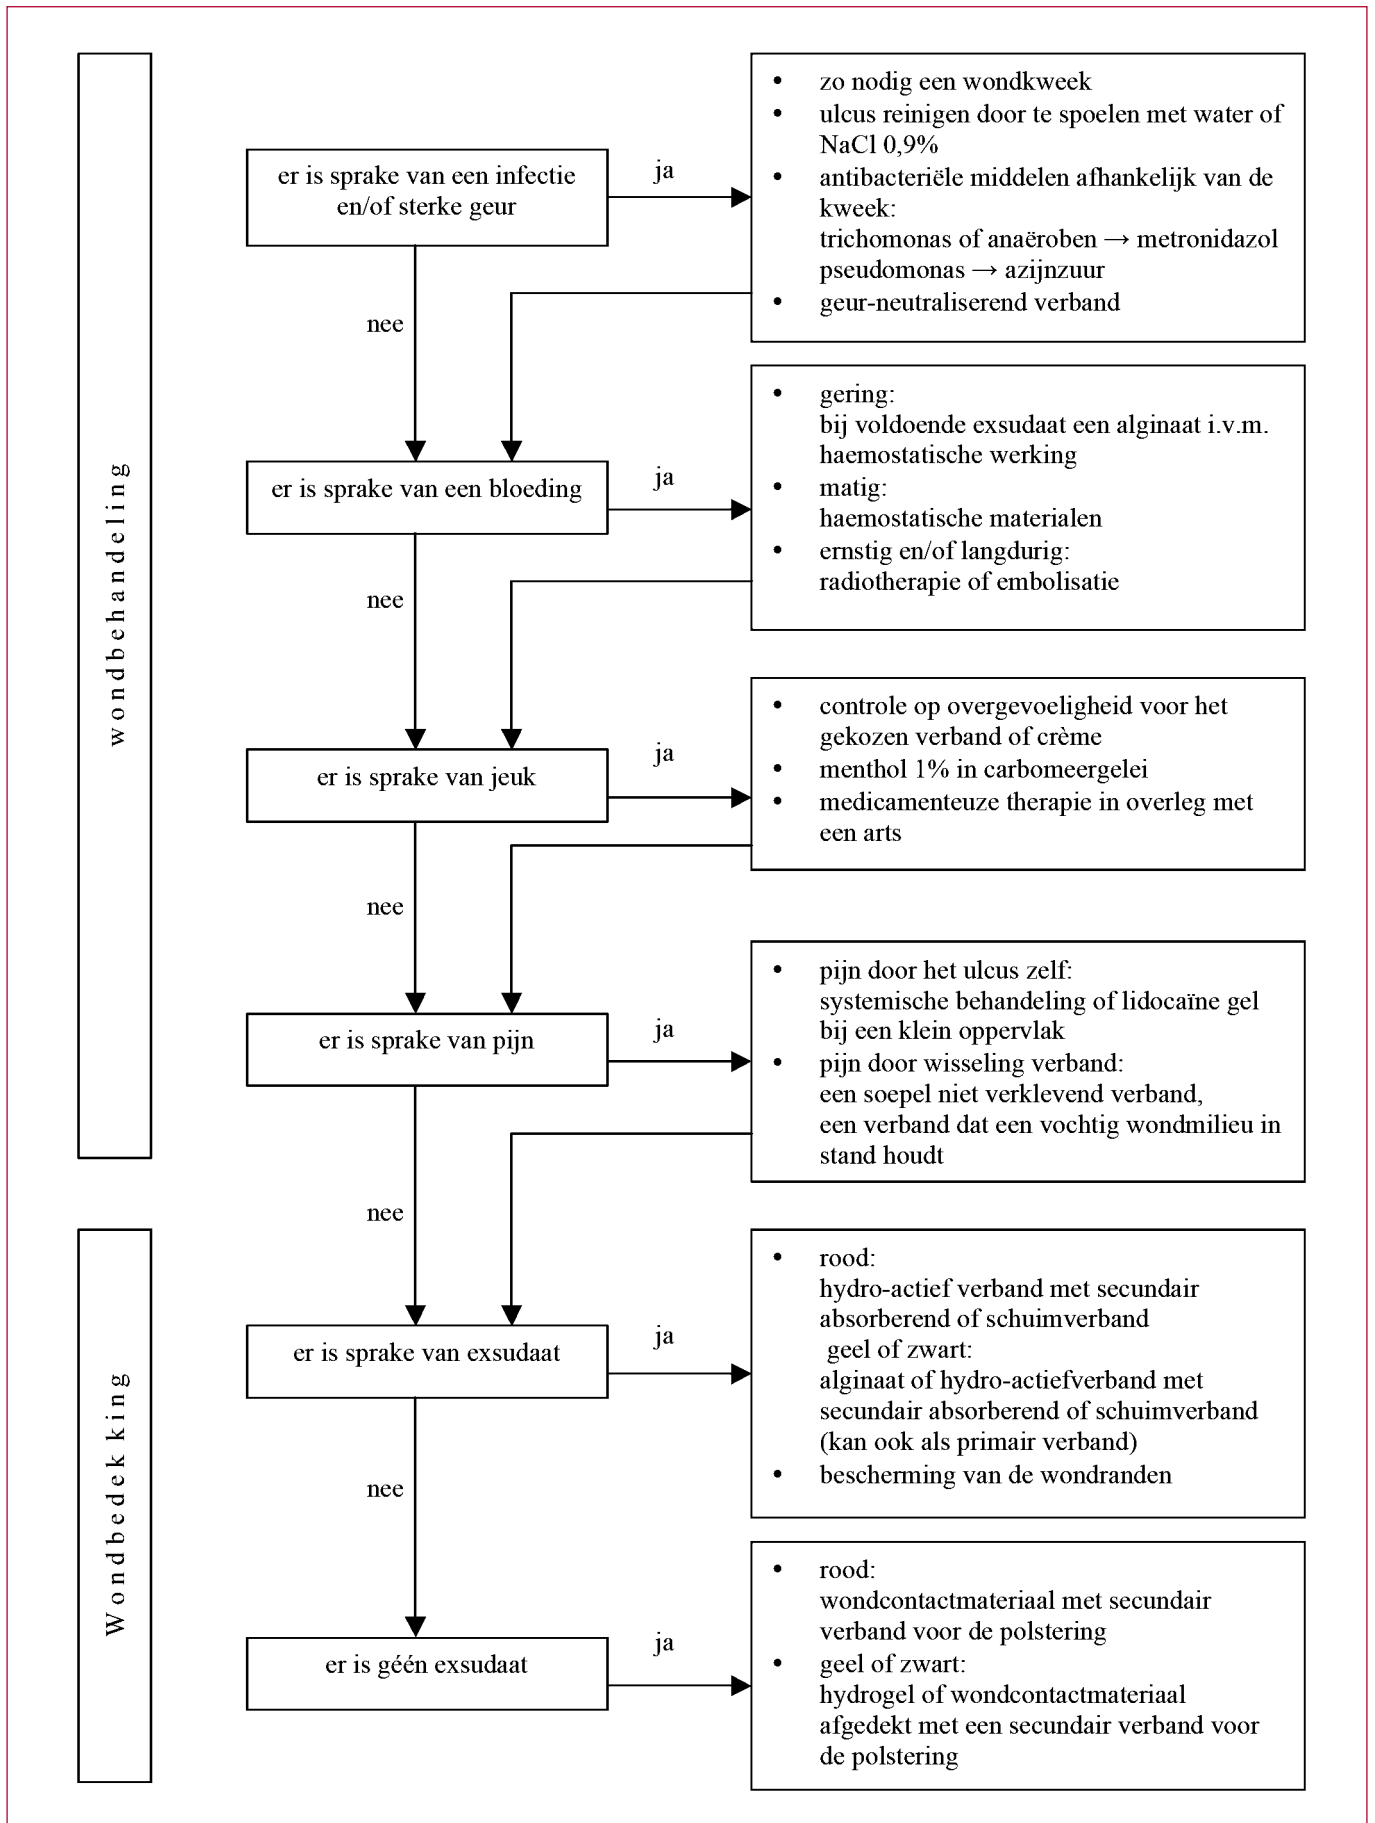 wondbehandeling
er is sprake van een infectie
en/of sterke geur
ja
• zo nodig een wondkweek
• ulcus reinigen door te spoelen met water of
NaCl 0,9%
• antibacteriële middelen afhankelijk van de
kweek:
trichomonas of anaëroben → metronidazol
pseudomonas → azijnzuur
• geur-neutraliserend verband
nee
er is sprake van een bloeding
ja
• gering:
bij voldoende exsudaat een alginaat i.v.m.
haemostatische werking
• matig:
haemostatische materialen
• ernstig en/of langdurig:
radiotherapie of embolisatie
nee
er is sprake van jeuk
ja
• controle op overgevoeligheid voor het
gekozen verband of crème
• menthol 1% in carbomeergelei
• medicamenteuze therapie in overleg met
een arts
nee
er is sprake van pijn
ja
• pijn door het ulcus zelf:
systemische behandeling of lidocaïne gel
bij een klein oppervlak
• pijn door wisseling verband:
een soepel niet verklevend verband,
een verband dat een vochtig wondmilieu in
stand houdt
nee
Wondbedek king
er is sprake van exsudaat
ja
• rood:
hydro-actief verband met secundair
absorberend of schuimverband
geel of zwart:
alginaat of hydro-actiefverband met
secundair absorberend of schuimverband
(kan ook als primair verband)
• bescherming van de wondranden
nee
er is géén exsudaat
ja
• rood:
wondcontactmateriaal met secundair
verband voor de polstering
• geel of zwart:
hydrogel of wondcontactmateriaal
afgedekt met een secundair verband voor
de polstering